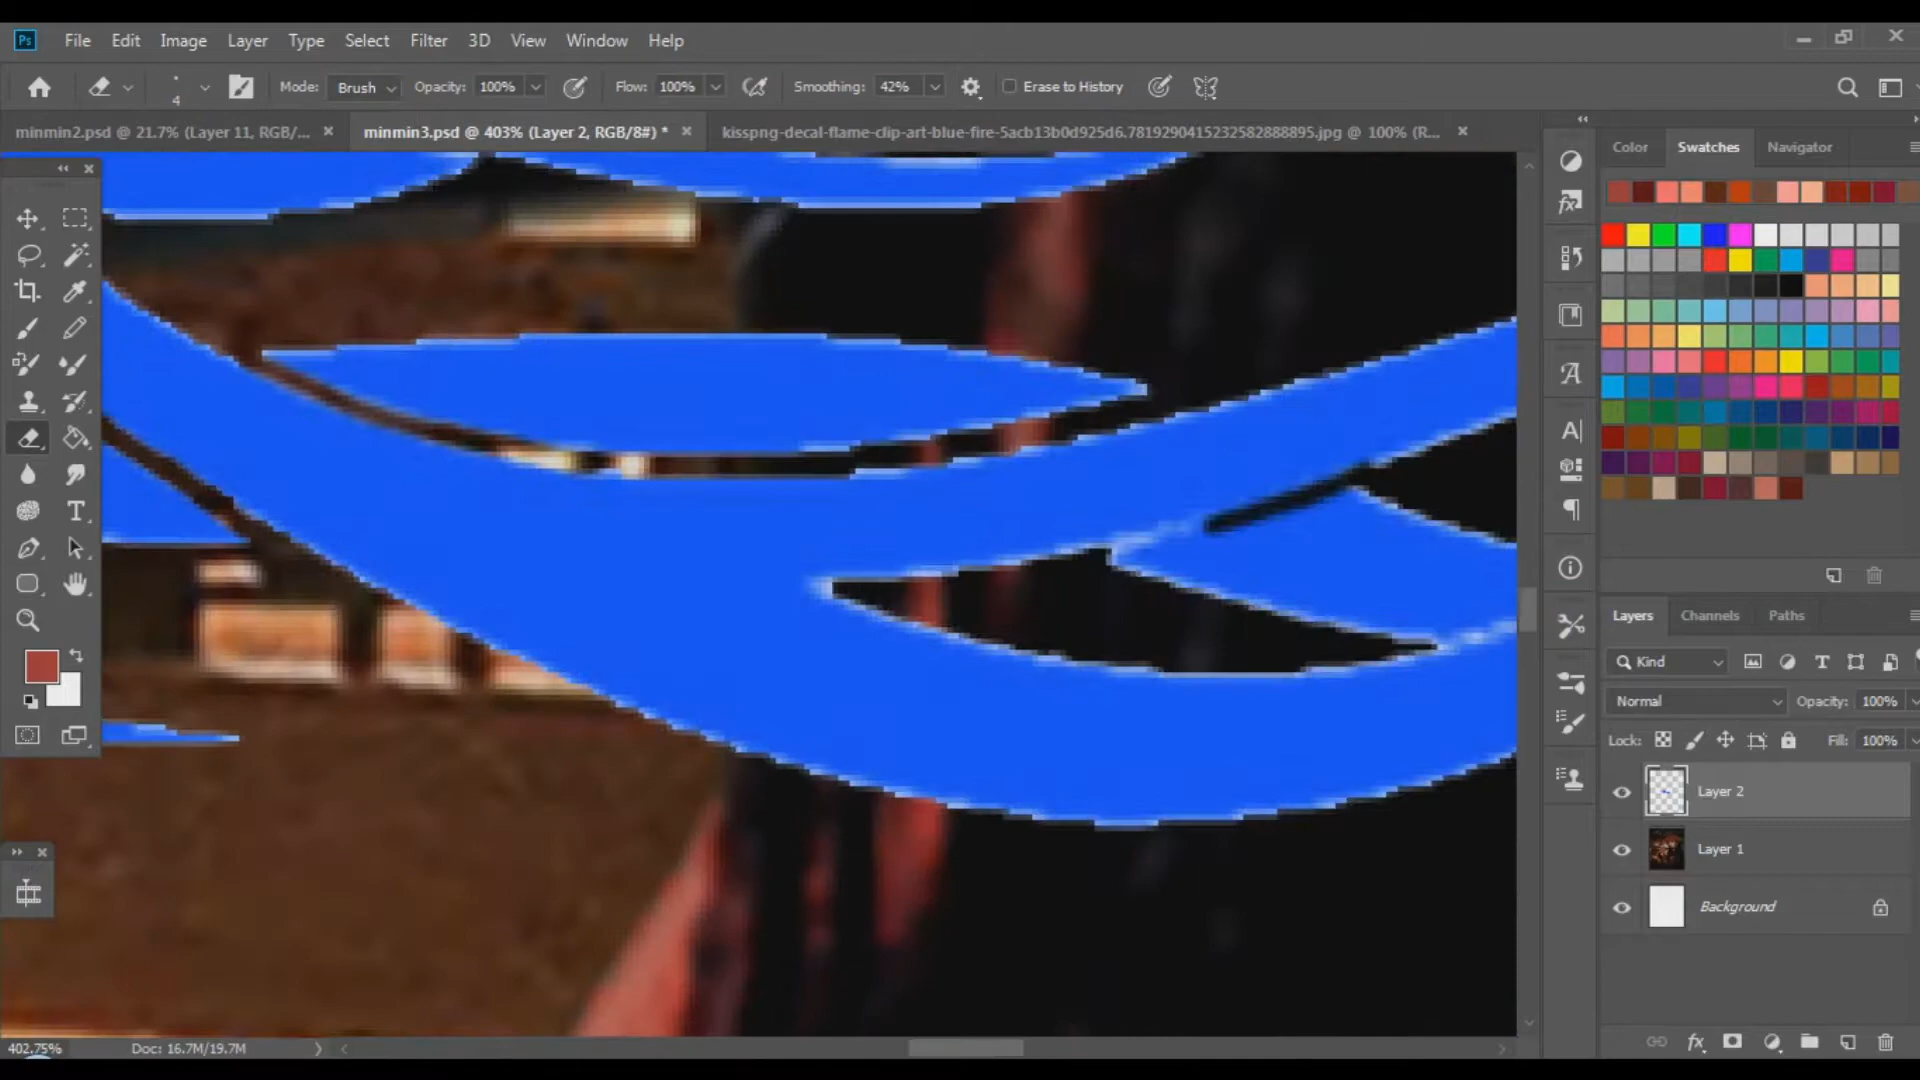 Ps File Edit Image Layer Type Select Filter 3D View Window Help
4 Mode: Brush Opacity: 100% Flow: 100% Smoothing: 42% Erase to History
minmin2.psd @ 21.7% (Layer 11, RGB/... × minmin3.psd @ 403% (Layer 2, RGB/8#) * × kisspng-decal-flame-clip-art-blue-fire-5acb13b0d925d6.7819290415232582888895.jpg @ 100% (R... ×
Color Swatches Navigator
Layers Channels Paths
Kind
Normal Opacity: 100%
Lock: Fill: 100%
Layer 2
Layer 1
Background
402.75% Doc: 16.7M/19.7M